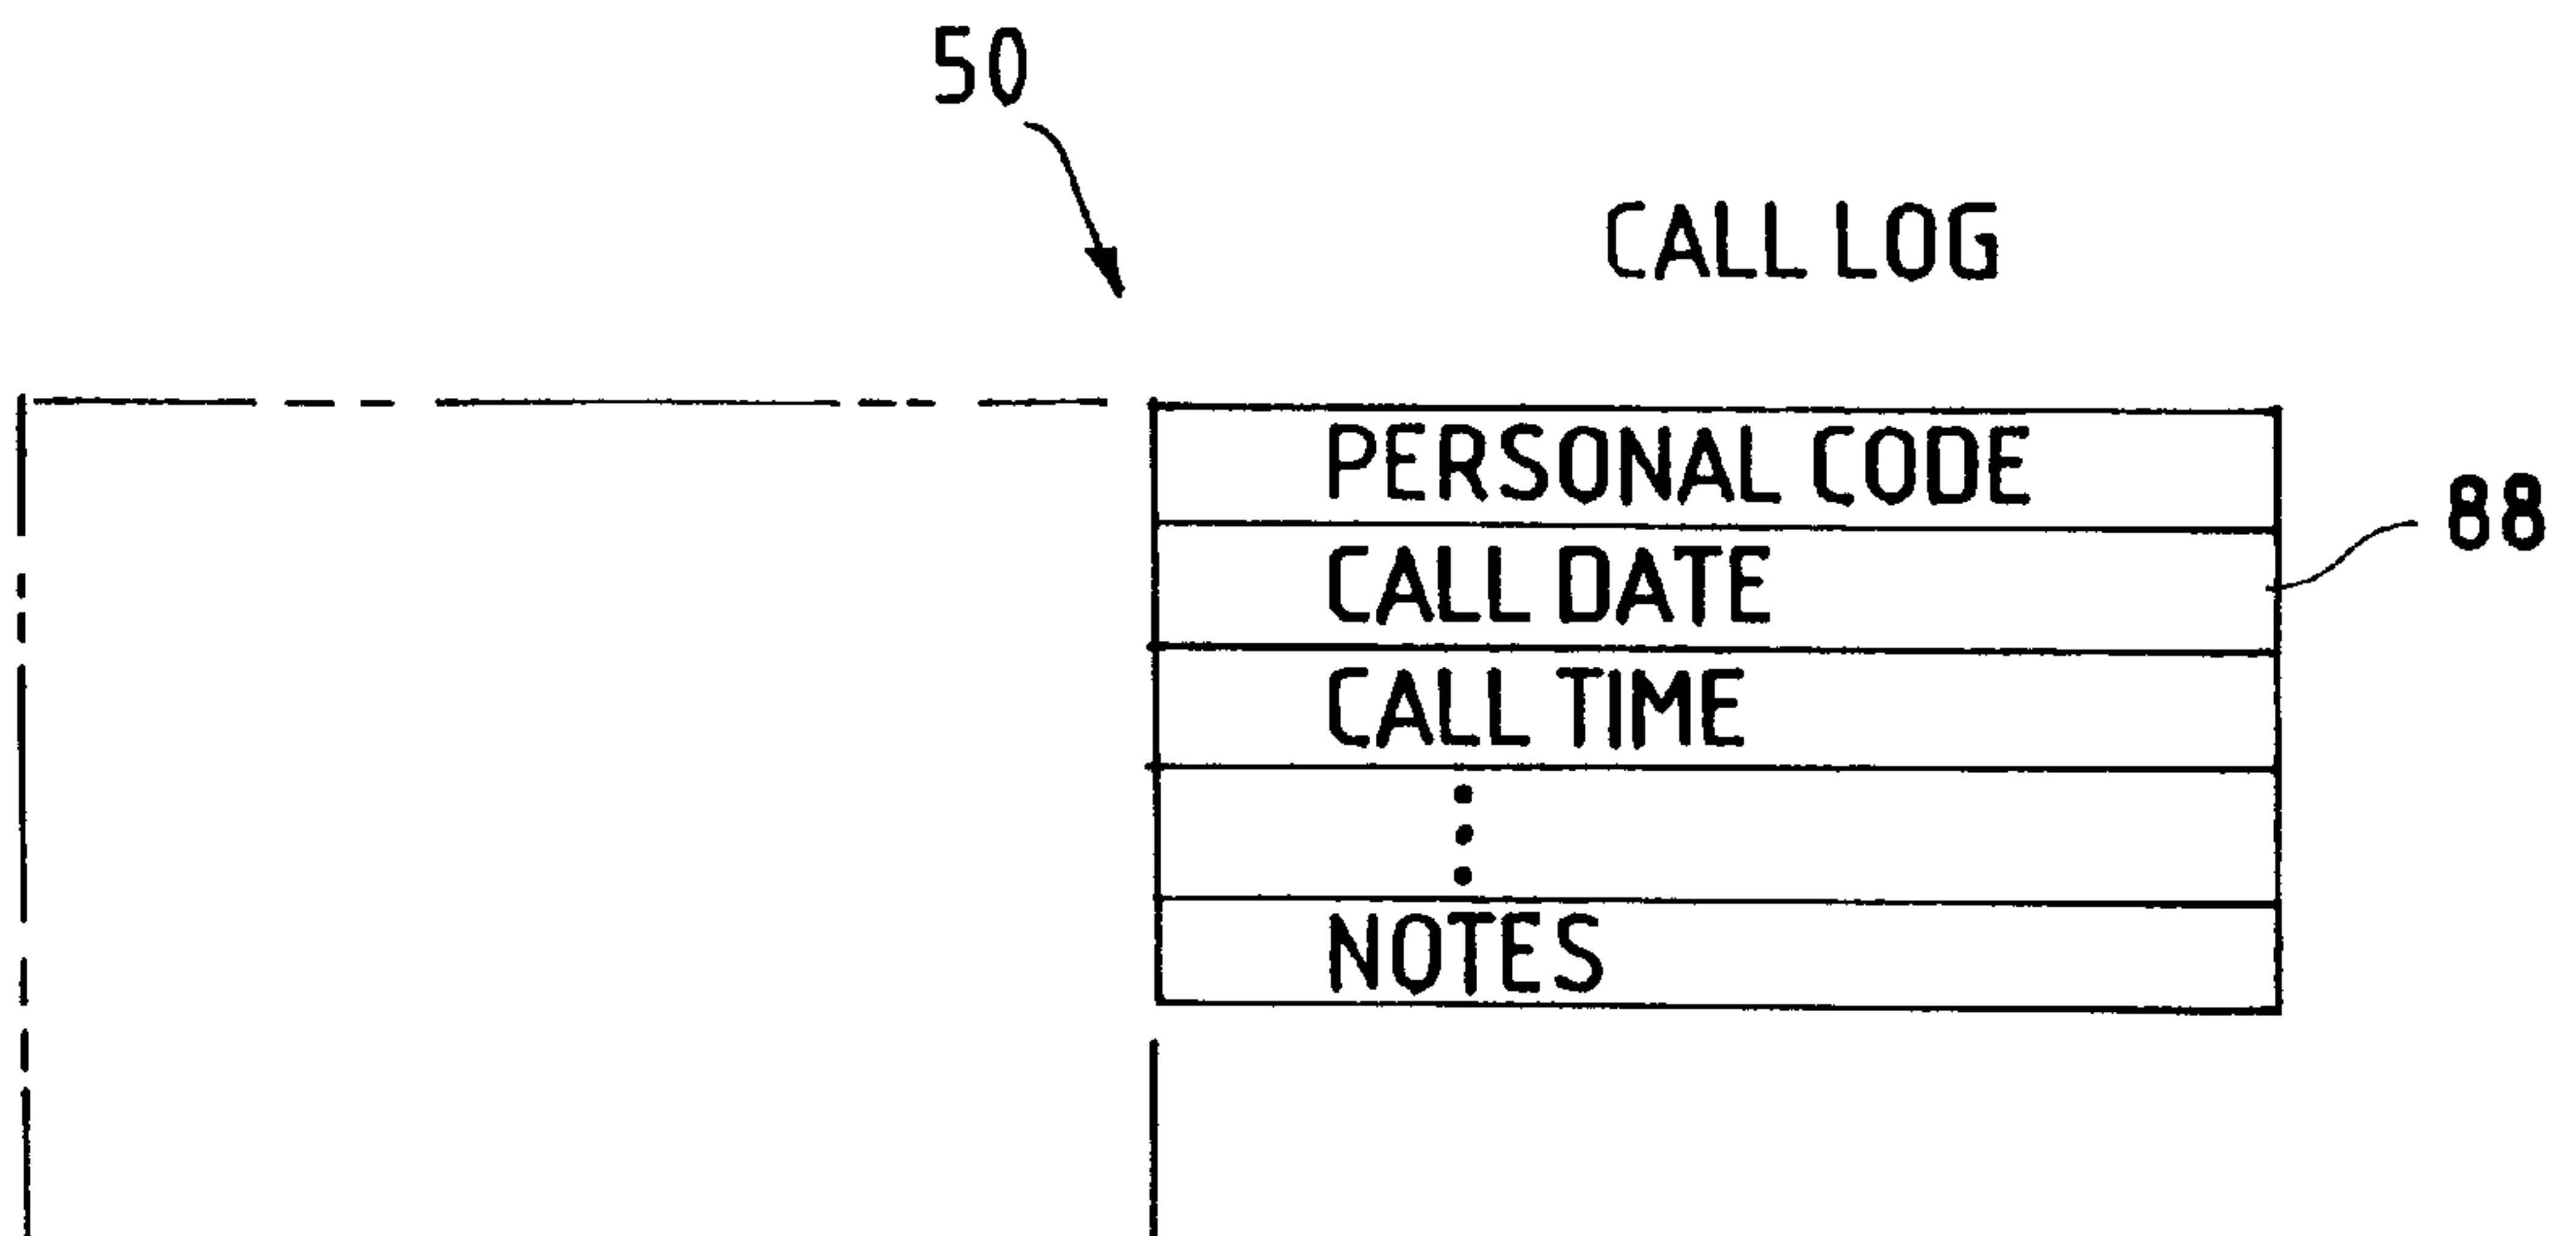 50
CALL LOG
PERSONAL CODE
88
CALL DATE
CALL TIME
NOTES